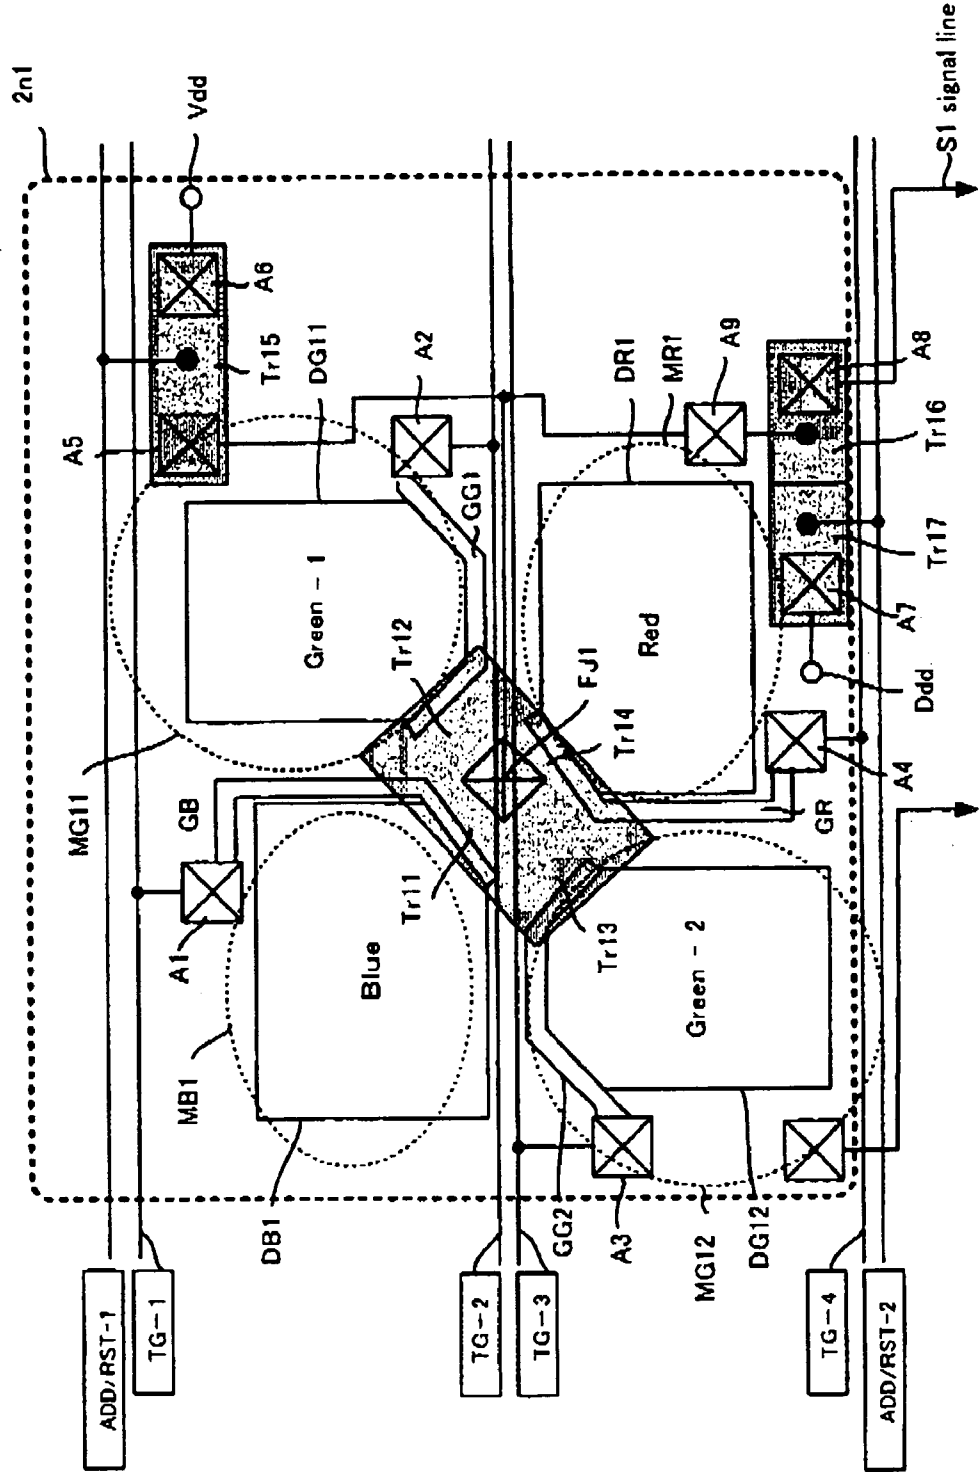 2n1
Vdd
S1 signal line
A6
Tr15
DG11
A2
A5
DR1
MR1
A9
A8
Tr16
Green - 1
GG1
Tr12
Tr17
MG11
FJ1
Red
A7
Tr14
Ddd
GB
A4
GR
Tr11
A1
Blue
Tr13
Green - 2
MB1
DB1
GG2
A3
MG12
DG12
ADD/RST-1
TG-1
TG-2
TG-3
TG-4
ADD/RST-2